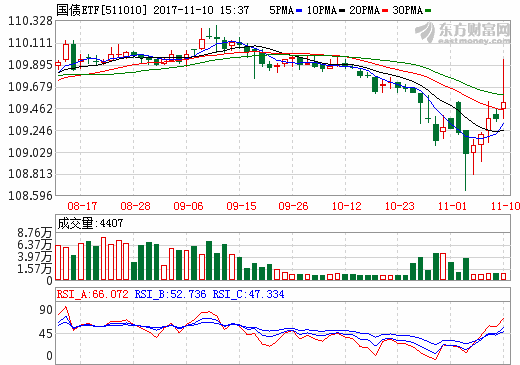 国债ETF[511010] 2017-11-10 15:37 5PMA 10PMA 20PMA 30PMA
东方财富网
eastmoney.com
110.328
110.111
109.895
109.679
109.462
109.246
109.029
108.813
108.596
08-17 08-28 09-06 09-15 09-26 10-12 10-23 11-01 11-10
成交量:4407
8.76万
6.37万
3.97万
1.57万
0
RSI_A:66.072 RSI_B:52.736 RSI_C:47.334
90
45
0